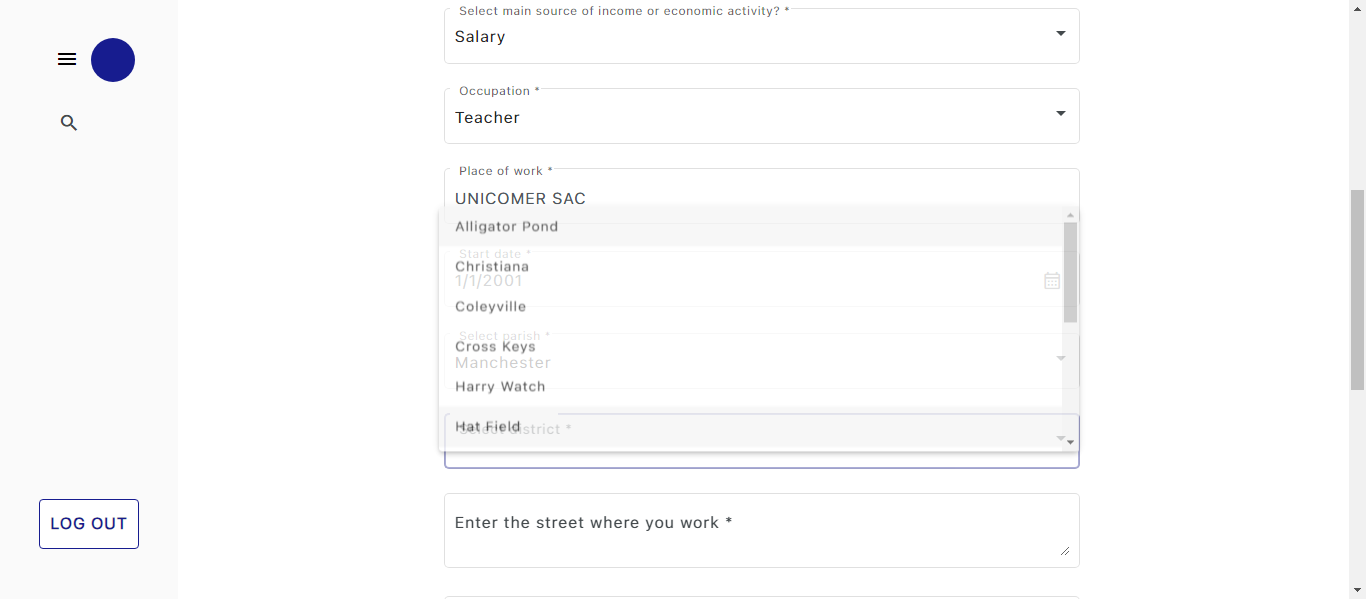 Select main source of income or economic activity? *
Salary
Occupation *
Teacher
Place of work *
UNICOMER SAC
Alligator Pond
Start date *
Christiana
1/1/2001
Coleyville
Select parish *
Cross Keys
Manchester
Harry Watch
Hat Field
Select district *
Enter the street where you work *
LOG OUT